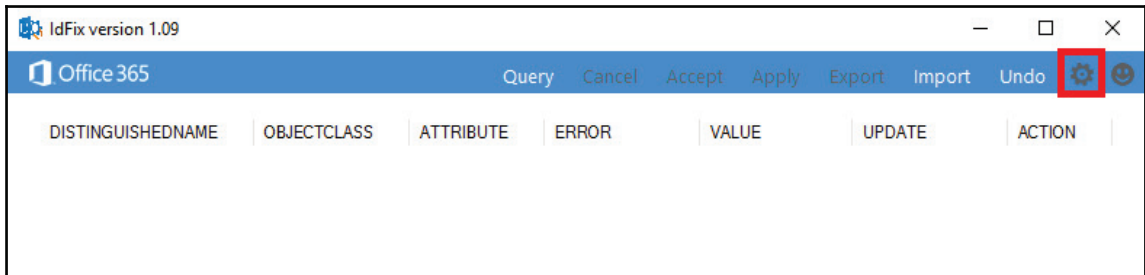 IdFix version 1.09
Office 365 Query Cancel Accept Apply Export Import Undo
DISTINGUISHEDNAME OBJECTCLASS ATTRIBUTE ERROR VALUE UPDATE ACTION